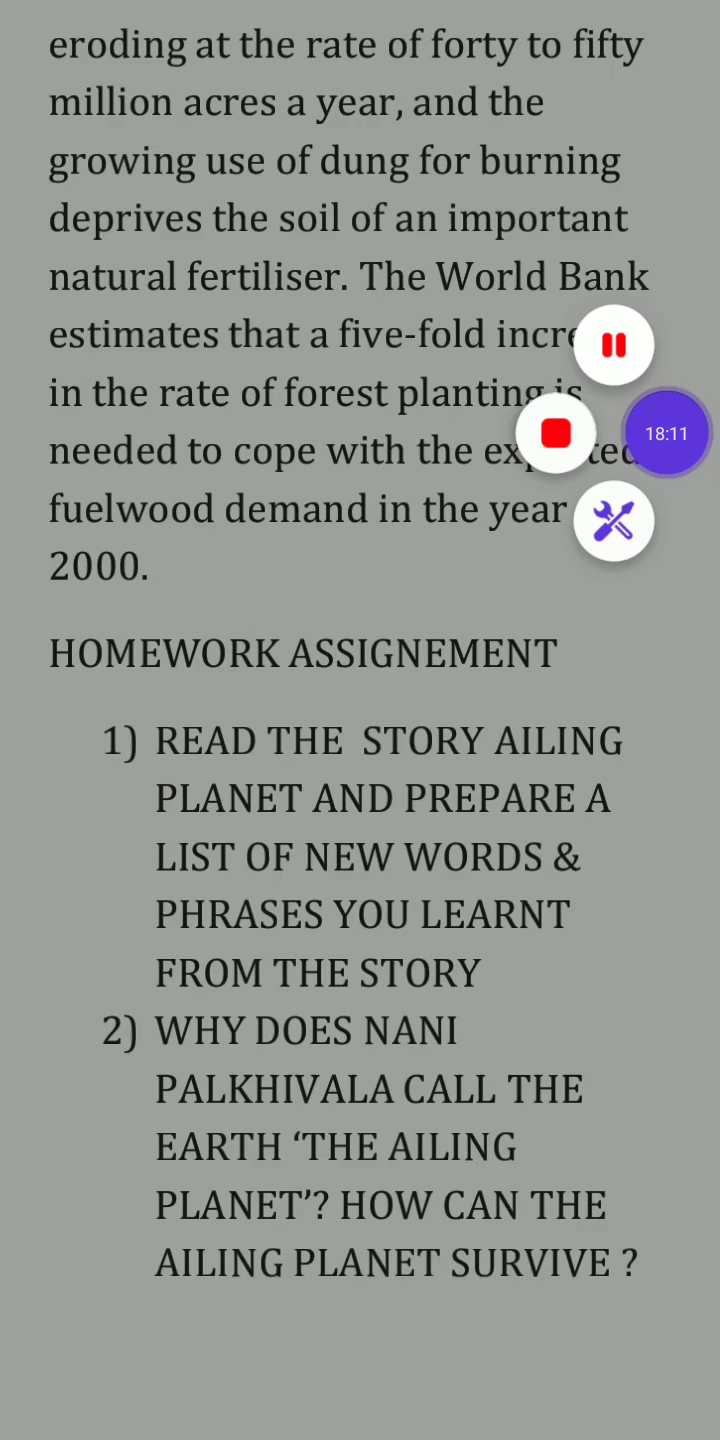 eroding at the rate of forty to fifty
million acres a year, and the
growing use of dung for burning
deprives the soil of an important
natural fertiliser. The World Bank
estimates that a five-fold
in the rate of forest planting is
needed to cope with the
fuelwood demand in the year
2000.
18:11
HOMEWORK ASSIGNEMENT
1) READ THE STORY AILING
PLANET AND PREPARE A
LIST OF NEW WORDS &
PHRASES YOU LEARNT
FROM THE STORY
2) WHY DOES NANI
PALKHIVALA CALL THE
EARTH ‘THE AILING
PLANET’? HOW CAN THE
AILING PLANET SURVIVE ?